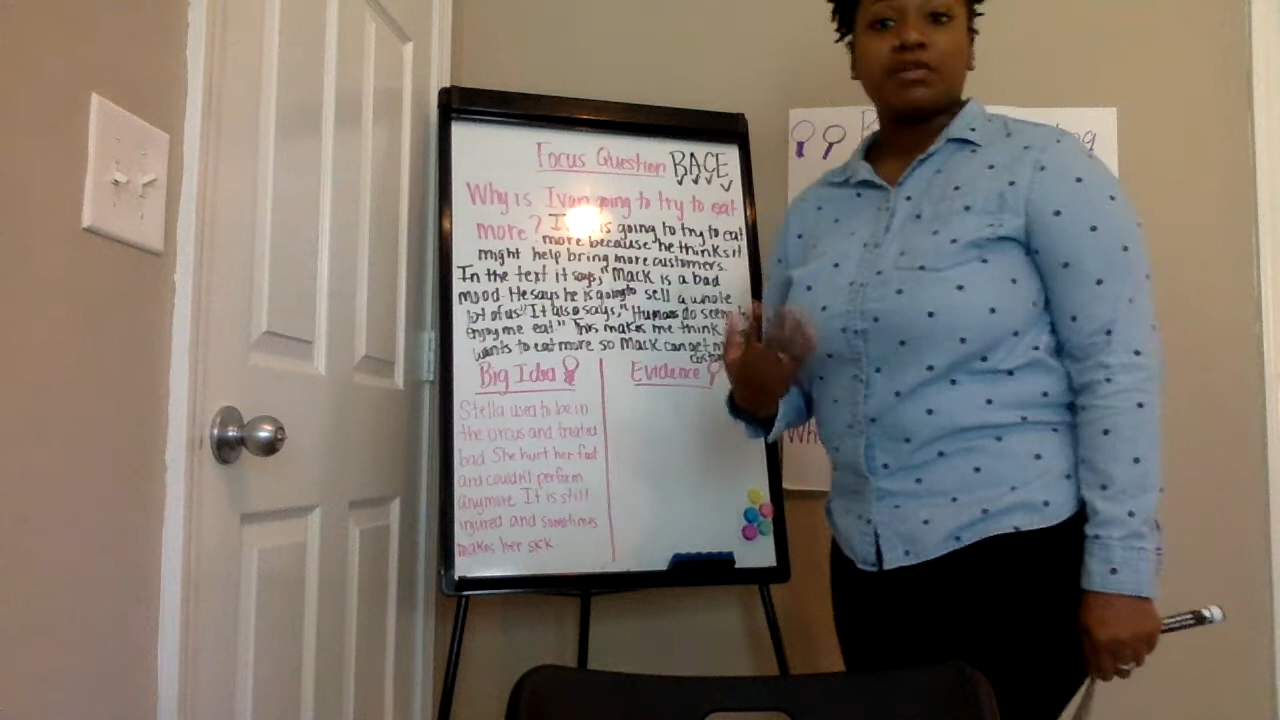 Focus Question BACE
Why is Ivan going to try to eat
more? is going to try to eat
more because he thinks it
might help bring more customers.
In the text it says, "Mack is a bad
mood. He says he is going to sell a whole
lot of us" It also says, "Humans do seem to
enjoy me eat." This makes me think
wants to eat more so Mack can get
Big Idea
Evidence
Stella used to be in
the circus and treated
bad She hurt her foot
and couldn't perform
anymore It is still
injured and sometimes
makes her sick
Wh